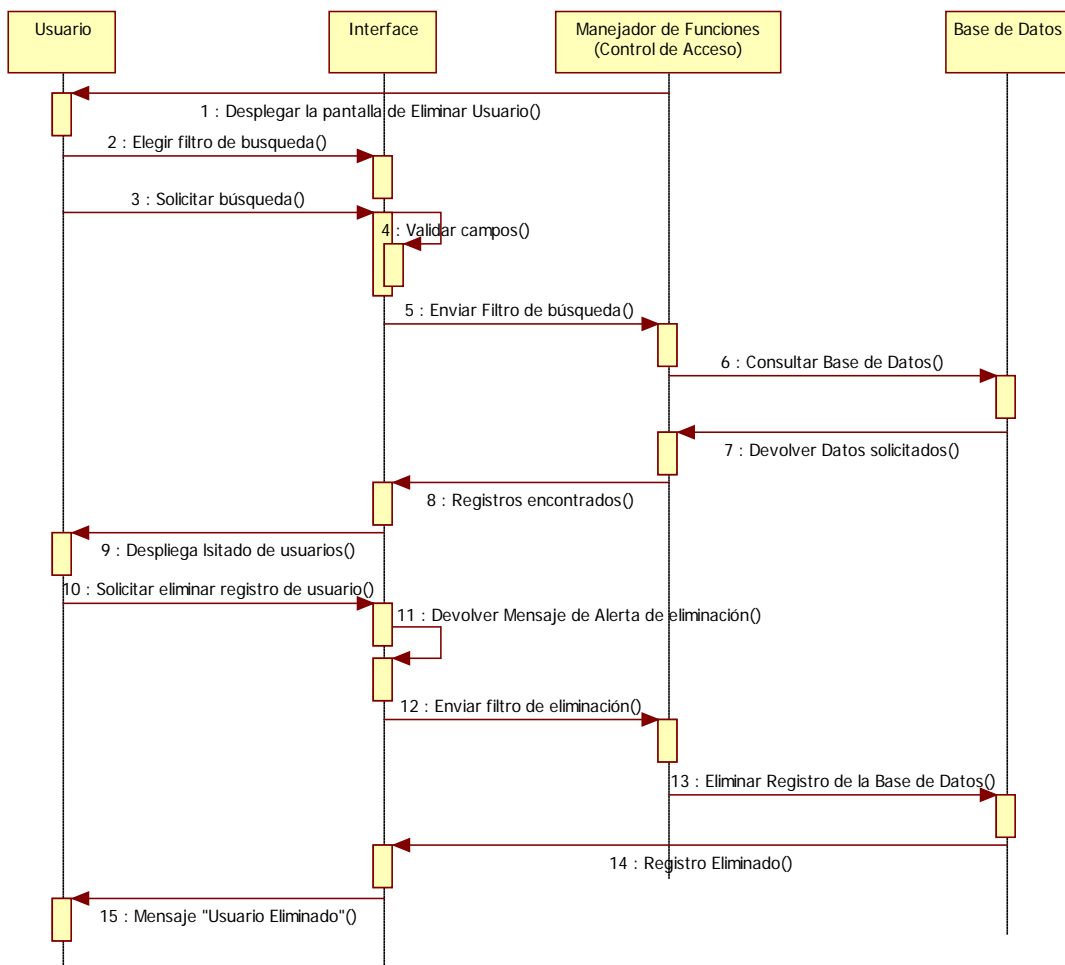 Usuario
Interface
Manejador de Funciones
(Control de Acceso)
Base de Datos
1 : Desplegar la pantalla de Eliminar Usuario()
2 : Elegir filtro de busqueda()
3 : Solicitar búsqueda()
4 : Validar campos()
5 : Enviar Filtro de búsqueda()
6 : Consultar Base de Datos()
7 : Devolver Datos solicitados()
8 : Registros encontrados()
9 : Despliega lsitado de usuarios()
10 : Solicitar eliminar registro de usuario()
11 : Devolver Mensaje de Alerta de eliminación()
12 : Enviar filtro de eliminación()
13 : Eliminar Registro de la Base de Datos()
14 : Registro Eliminado()
15 : Mensaje "Usuario Eliminado"()